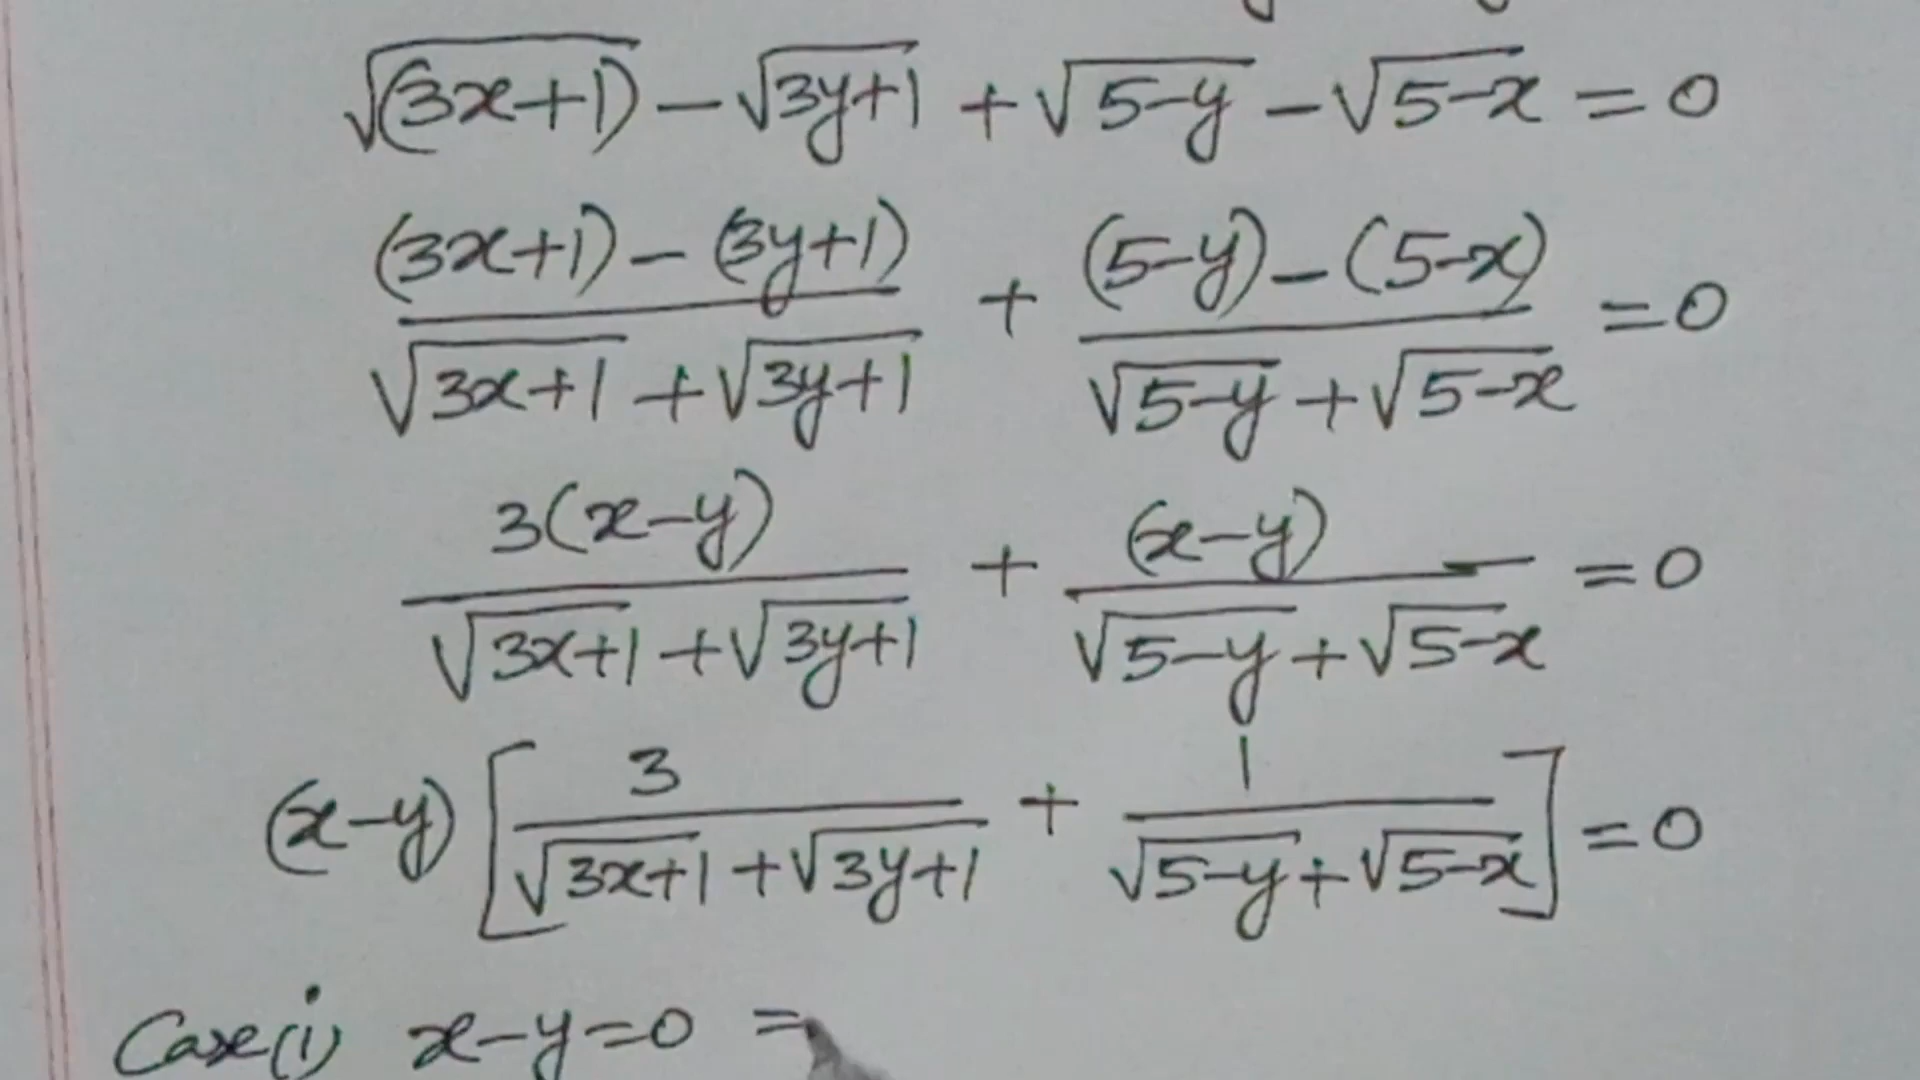 √(3x+1) - √3y+1 + √5-y - √5-x = 0
(3x+1) - (3y+1) / √3x+1 + √3y+1 + (5-y) - (5-x) / √5-y + √5-x = 0
3(x-y) / √3x+1 + √3y+1 + (x-y) / √5-y + √5-x = 0
(x-y) [ 3 / √3x+1 + √3y+1 + 1 / √5-y + √5-x ] = 0
Case(i) x-y=0 =